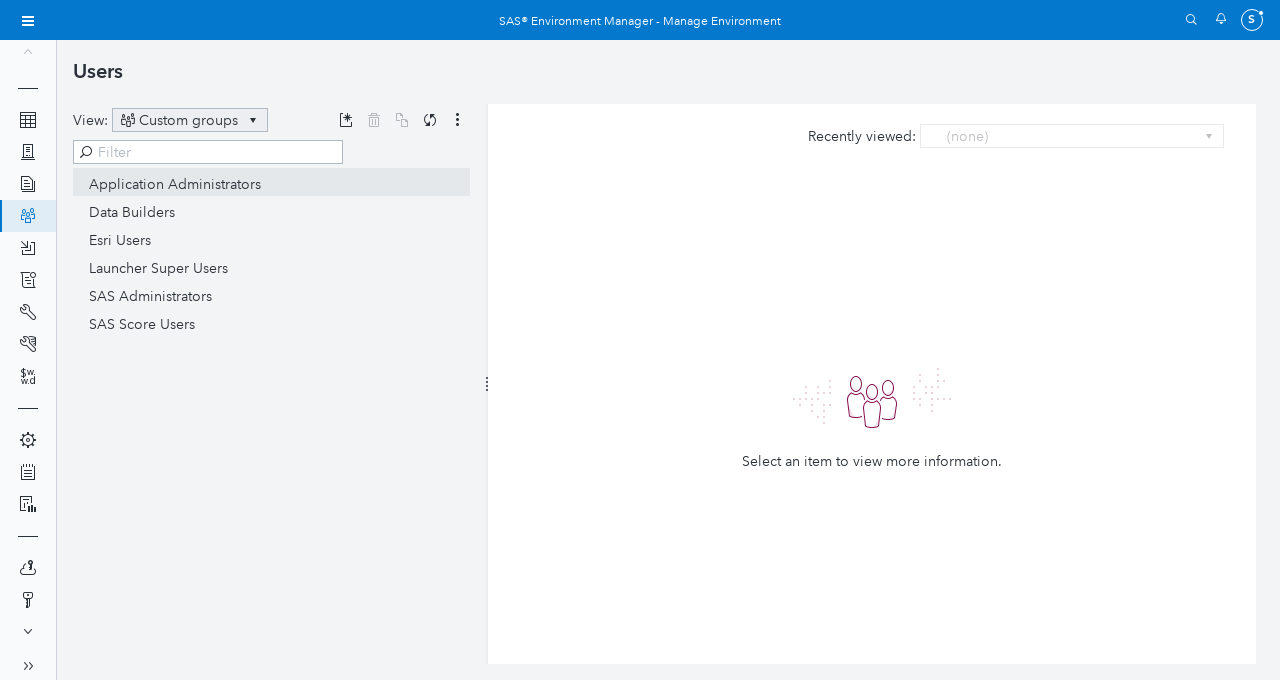 SAS® Environment Manager - Manage Environment
S
Users
View: Custom groups
Filter
Recently viewed: (none)
Application Administrators
Data Builders
Esri Users
Launcher Super Users
SAS Administrators
SAS Score Users
$w.
w.d
Select an item to view more information.